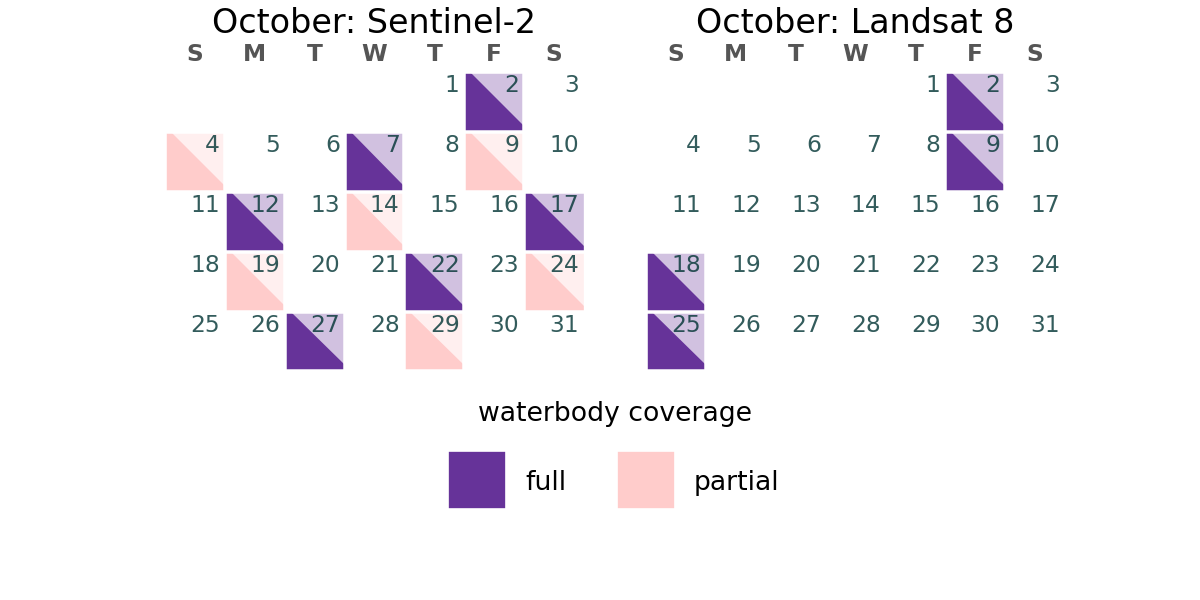 October: Sentinel-2
S M T W T F S
1 2 3
4 5 6 7 8 9 10
11 12 13 14 15 16 17
18 19 20 21 22 23 24
25 26 27 28 29 30 31
October: Landsat 8
S M T W T F S
1 2 3
4 5 6 7 8 9 10
11 12 13 14 15 16 17
18 19 20 21 22 23 24
25 26 27 28 29 30 31
waterbody coverage
full
partial